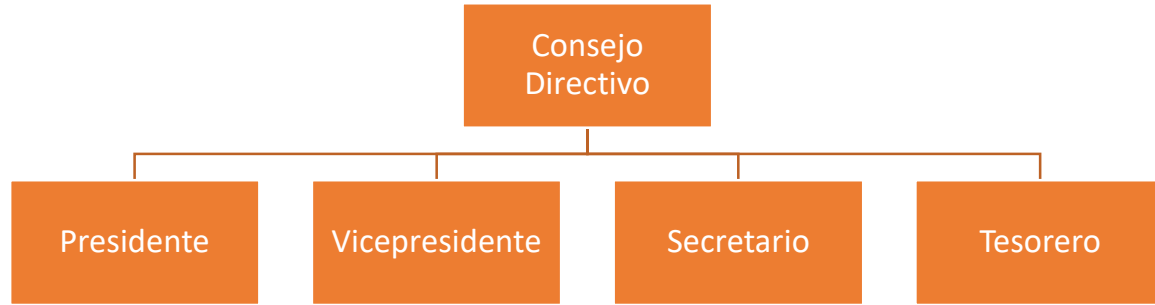 Consejo
Directivo
Presidente
Vicepresidente
Secretario
Tesorero